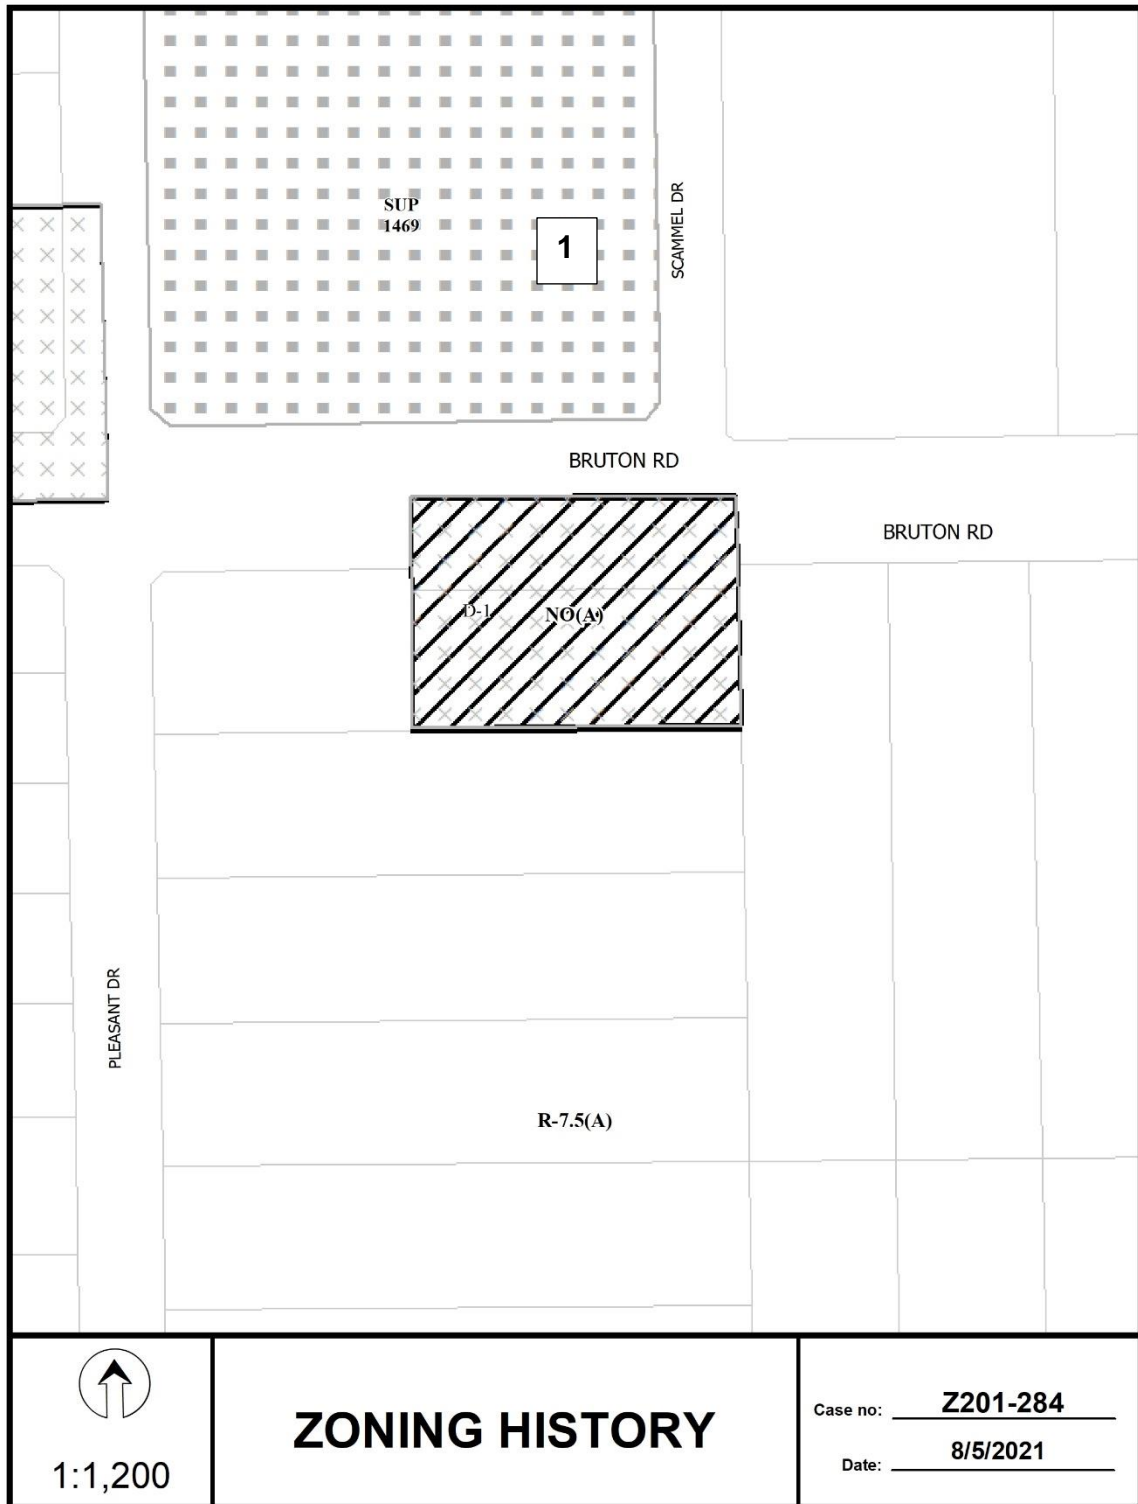 SUP
1469
1
SCAMMEL DR
BRUTON RD
BRUTON RD
D-1
NO(A)
PLEASANT DR
R-7.5(A)
1:1,200
ZONING HISTORY
Case no: Z201-284
Date: 8/5/2021